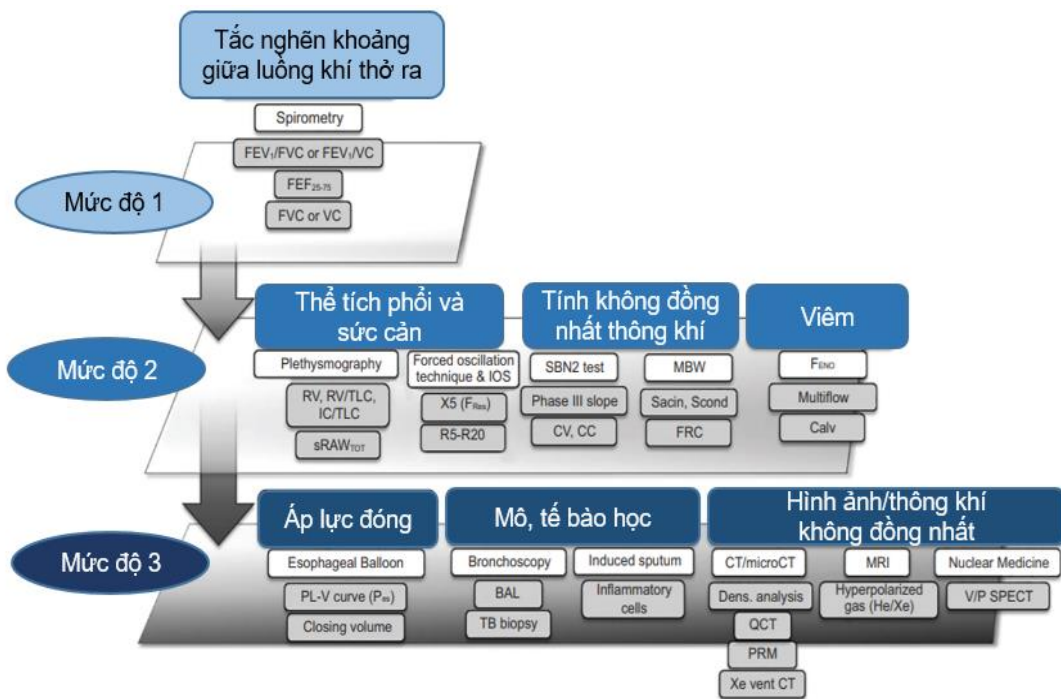 Tắc nghẽn khoảng
giữa luồng khí thở ra
Spirometry
FEV1/FVC or FEV1/VC
FEF25-75
FVC or VC
Mức độ 1
Thể tích phổi và
sức cản
Tính không đồng
nhất thông khí
Viêm
Mức độ 2
Plethysmography
RV, RV/TLC,
IC/TLC
sRAWTOT
Forced oscillation
technique & IOS
X5 (FRes)
R5-R20
SBN2 test
Phase III slope
CV, CC
MBW
Sacin, Scond
FRC
FENO
Multiflow
Calv
Áp lực đóng
Mô, tế bào học
Hình ảnh/thông khí
không đồng nhất
Mức độ 3
Esophageal Balloon
PL-V curve (Pes)
Closing volume
Bronchoscopy
BAL
TB biopsy
Induced sputum
Inflammatory
cells
CT/microCT
Dens. analysis
QCT
PRM
Xe vent CT
MRI
Hyperpolarized
gas (He/Xe)
Nuclear Medicine
V/P SPECT